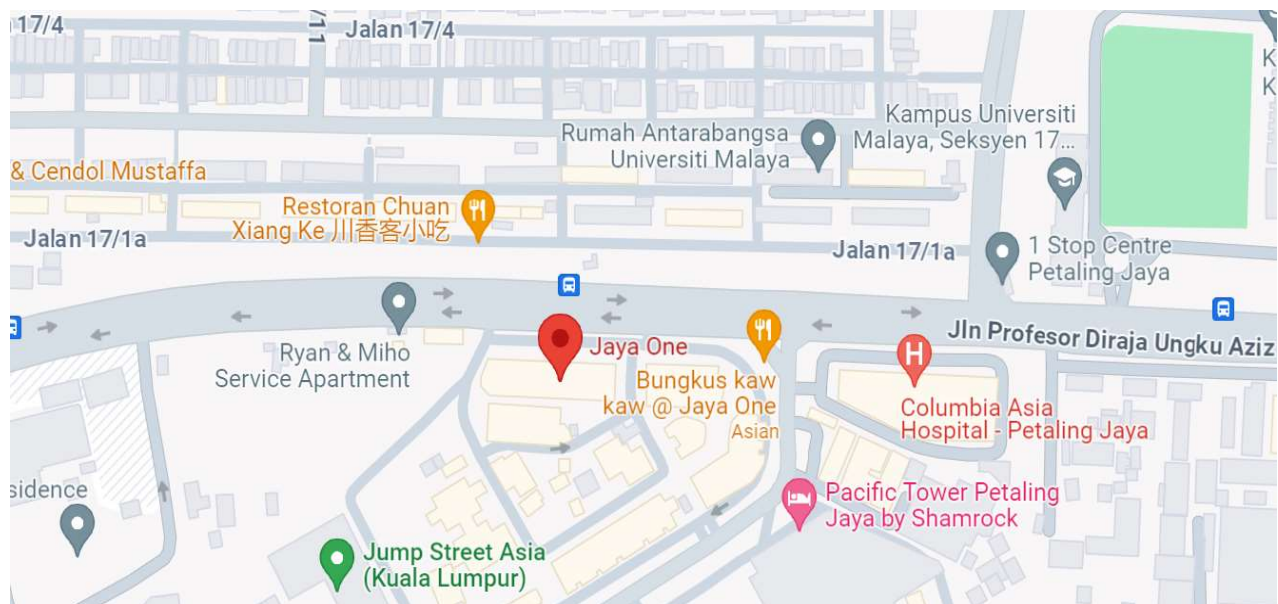 17/4
/11
Jalan 17/4
K
K
Kampus Universiti
Malaya, Seksyen 17...
Rumah Antarabangsa
Universiti Malaya
& Cendol Mustaffa
Restoran Chuan
Xiang Ke 川香客小吃
Jalan 17/1a
Jalan 17/1a
1 Stop Centre
Petaling Jaya
Jln Profesor Diraja Ungku Aziz
Jaya One
Ryan & Miho
Service Apartment
Bungkus kaw
kaw @ Jaya One
Asian
H
Columbia Asia
Hospital - Petaling Jaya
sidence
Pacific Tower Petaling
Jaya by Shamrock
Jump Street Asia
(Kuala Lumpur)